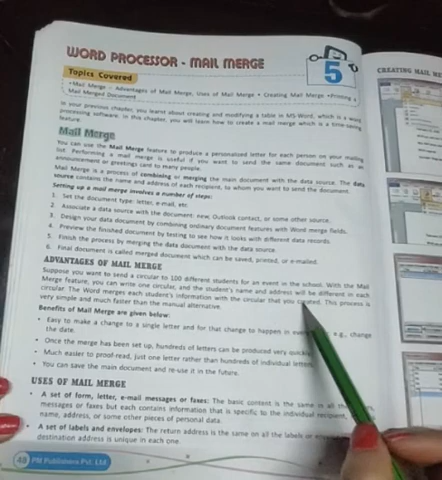 WORD PROCESSOR - MAIL MERGE
5
Topics Covered
•Mail Merge - Advantages of Mail Merge, Uses of Mail Merge • Creating Mail Merge •Printing a
Mail Merged Document
In your previous chapter, you learnt about creating and modifying a table in MS-Word, which is a word
processing software. In this chapter, you will learn how to create a mail merge which is a time-saving
feature.
Mail Merge
You can use the Mail Merge feature to produce a personalised letter for each person on your mailing
list. Performing a mail merge is useful if you want to send the same document such as an
announcement or greetings card to many people.
Mail Merge is a process of combining or merging the main document with the data source. The data
source contains the name and address of each recipient, to whom you want to send the document.
Setting up a mail merge involves a number of steps:
1. Set the document type: letter, e-mail, etc.
2. Associate a data source with the document: new, Outlook contact, or some other source.
3. Design your data document by combining ordinary document features with Word merge fields.
4. Preview the finished document by testing to see how it looks with different data records.
5. Finish the process by merging the data document with the data source.
6. Final document is called merged document which can be saved, printed, or e-mailed.
ADVANTAGES OF MAIL MERGE
Suppose you want to send a circular to 100 different students for an event in the school. With the Mail
Merge feature, you can write one circular, and the student's name and address will be different in each
circular. The Word merges each student's information with the circular that you created. This process is
very simple and much faster than the manual alternative.
Benefits of Mail Merge are given below:
• Easy to make a change to a single letter and for that change to happen in e.g., change
the date.
• Once the merge has been set up, hundreds of letters can be produced very quickly
• Much easier to proof-read, just one letter rather than hundreds of individual letters
• You can save the main document and re-use it in the future.
USES OF MAIL MERGE
• A set of form, letter, e-mail messages or faxes: The basic content is the same in all the
messages or faxes but each contains information that is specific to the individual recipient,
name, address, or some other pieces of personal data.
• A set of labels and envelopes: The return address is the same on all the labels or
destination address is unique in each one.
48 PM Publishers Pvt. Ltd.
CREATING MAIL ME